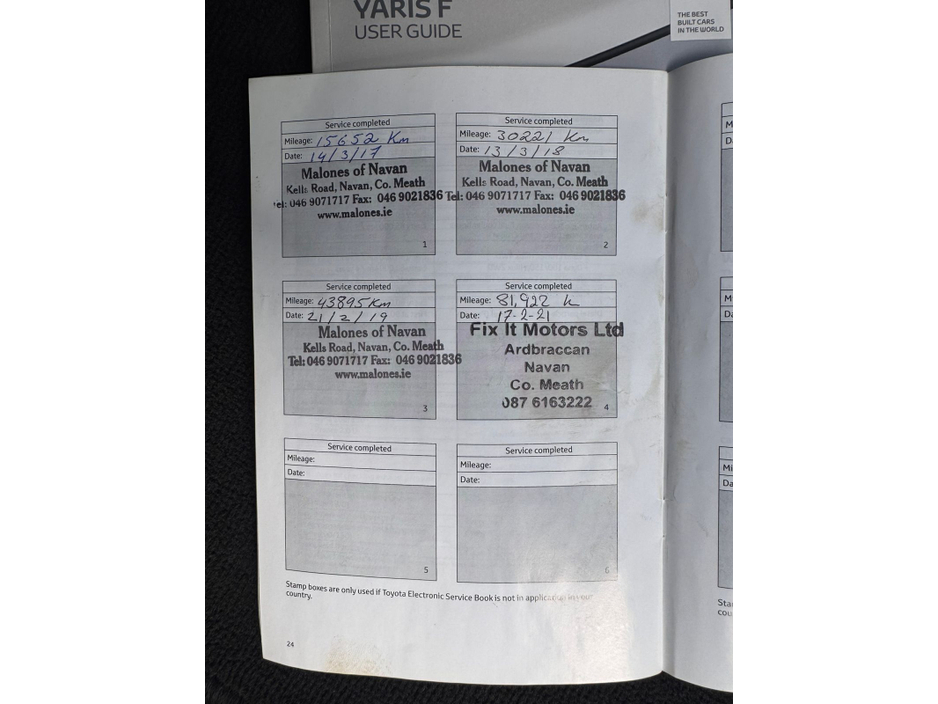 YARIS F
USER GUIDE
THE BEST
BUILT CARS
IN THE WORLD
Service completed
Mileage: 15652 Km
Date: 14/3/17
Malones of Navan
Kells Road, Navan, Co. Meath
Tel: 046 9071717 Fax: 046 9021836
www.malones.ie
1
Service completed
Mileage: 30221 Km
Date: 13/3/18
Malones of Navan
Kells Road, Navan, Co. Meath
Tel: 046 9071717 Fax: 046 9021836
www.malones.ie
2
Service completed
Mileage: 43895 Km
Date: 21/2/19
Malones of Navan
Kells Road, Navan, Co. Meath
Tel: 046 9071717 Fax: 046 9021836
www.malones.ie
3
Service completed
Mileage: 81,922 k
Date: 17-2-21
Fix It Motors Ltd
Ardbraccan
Navan
Co. Meath
087 6163222
4
Service completed
Mileage:
Date:
5
Service completed
Mileage:
Date:
6
Stamp boxes are only used if Toyota Electronic Service Book is not in application in your
country.
24
M
Da
M
Da
Mi
Da
Sta
cou